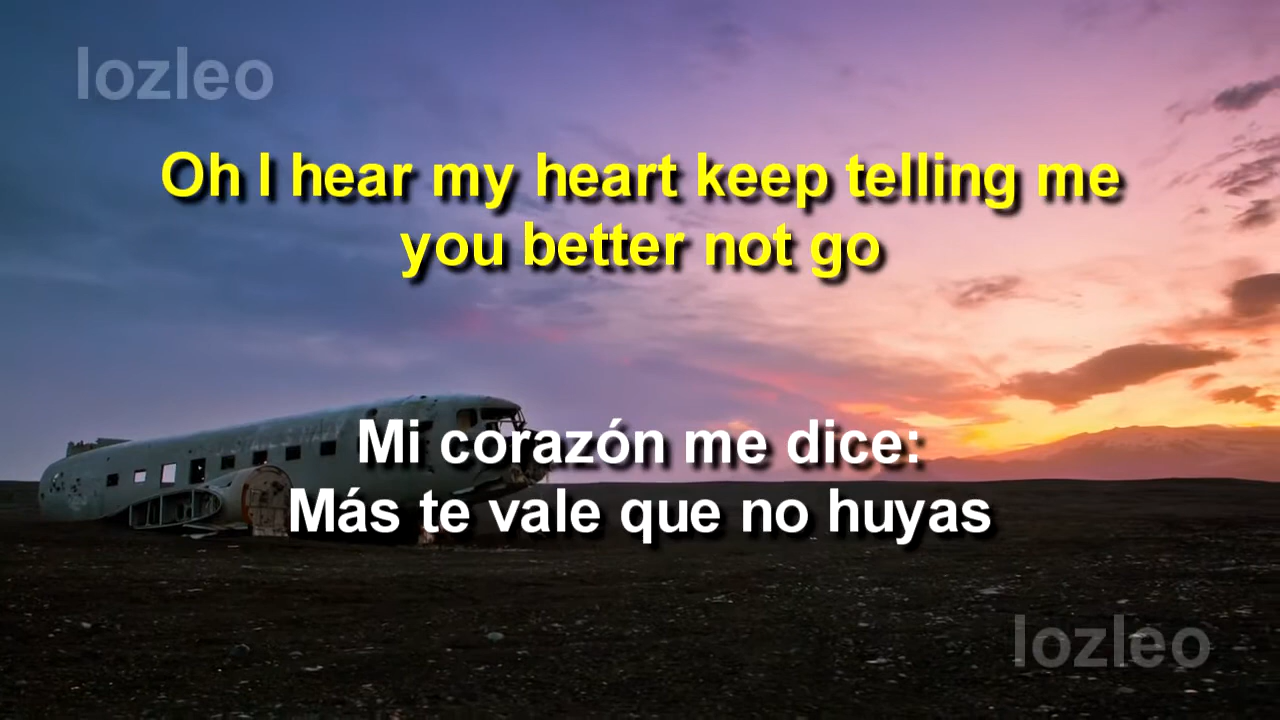 lozleo
Oh I hear my heart keep telling me
you better not go
Mi corazón me dice:
Más te vale que no huyas
lozleo